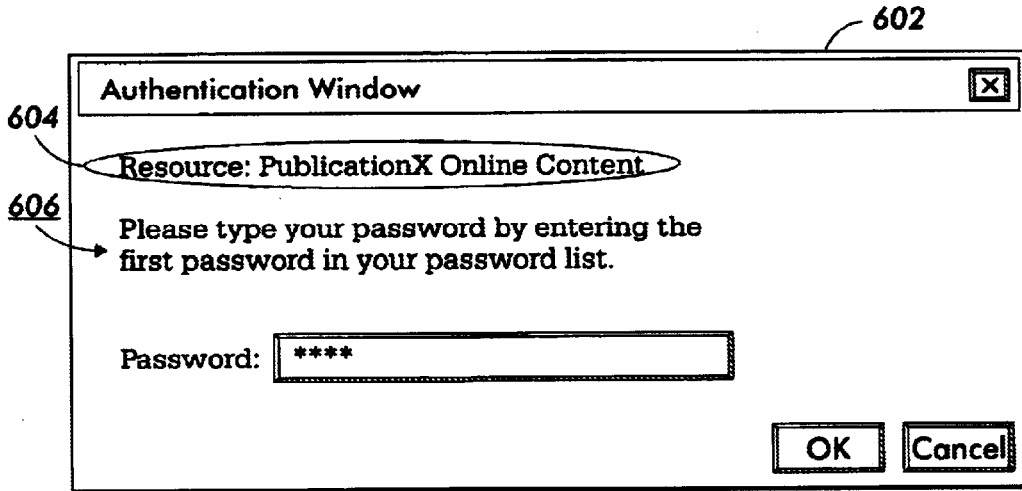 602
Authentication Window
X
604
Resource: PublicationX Online Content
606
Please type your password by entering the
first password in your password list.
Password: ****
OK Cancel